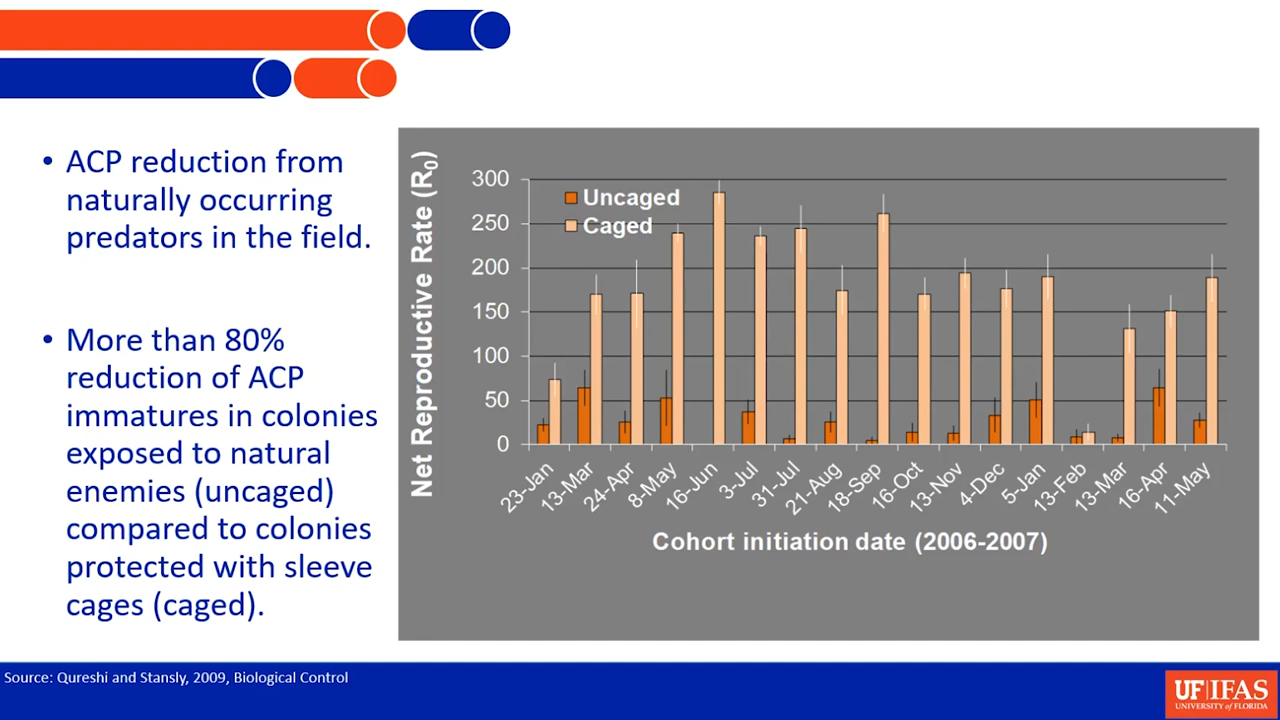 • ACP reduction from
naturally occurring
predators in the field.
• More than 80%
reduction of ACP
immatures in colonies
exposed to natural
enemies (uncaged)
compared to colonies
protected with sleeve
cages (caged).
Net Reproductive Rate (R₀)
300
250
200
150
100
50
0
Uncaged
Caged
23-Jan
13-Mar
24-Apr
8-May
16-Jun
3-Jul
31-Jul
21-Aug
18-Sep
16-Oct
13-Nov
4-Dec
5-Jan
13-Feb
13-Mar
16-Apr
11-May
Cohort initiation date (2006-2007)
Source: Qureshi and Stansly, 2009, Biological Control
UF|IFAS
UNIVERSITY of FLORIDA